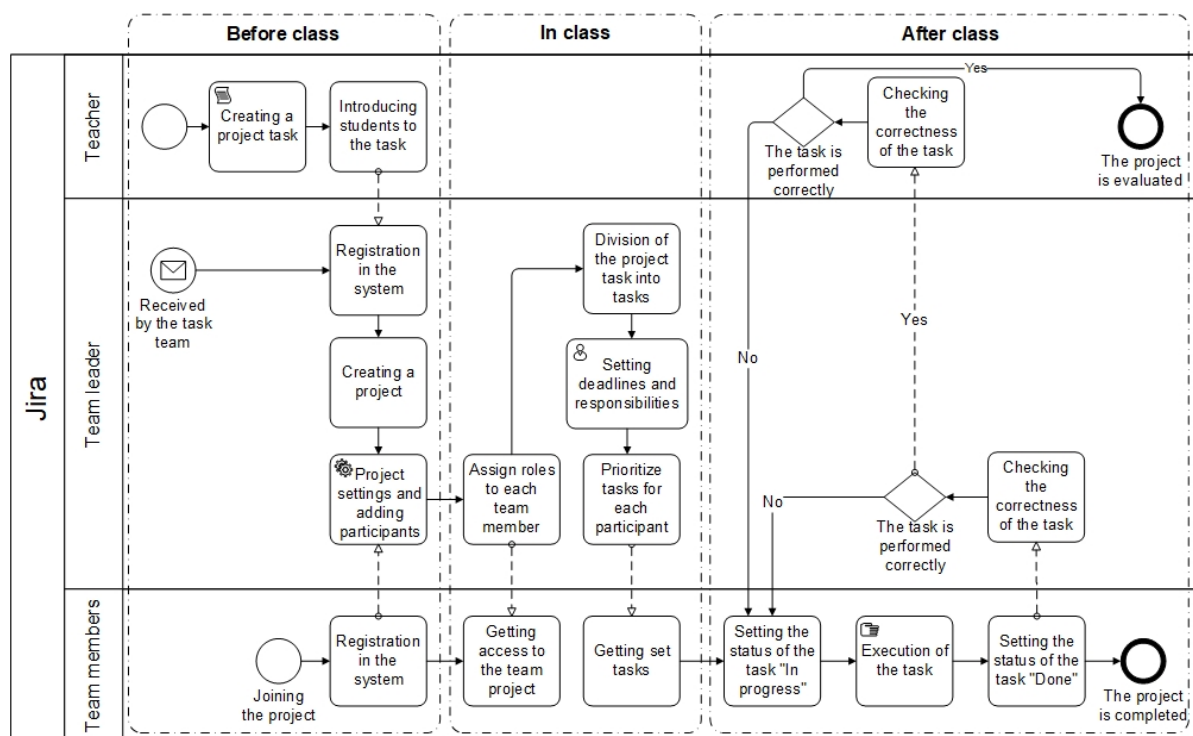 Before class
In class
After class
Jira
Teacher
Creating a
project task
Introducing
students to
the task
Yes
The task is
performed
correctly
Checking
the
correctness
of the task
The project
is evaluated
Team leader
Received
by the task
team
Registration
in the
system
Creating a
project
Project
settings and
adding
participants
Assign roles
to each
team
member
Division of
the project
task into
tasks
Setting
deadlines and
responsibilities
Prioritize
tasks for
each
participant
No
Yes
No
The task is
performed
correctly
Checking
the
correctness
of the task
Team members
Joining
the project
Registration
in the
system
Getting
access to
the team
project
Getting set
tasks
Setting the
status of the
task "In
progress"
Execution of
the task
Setting the
status of the
task "Done"
The project
is completed